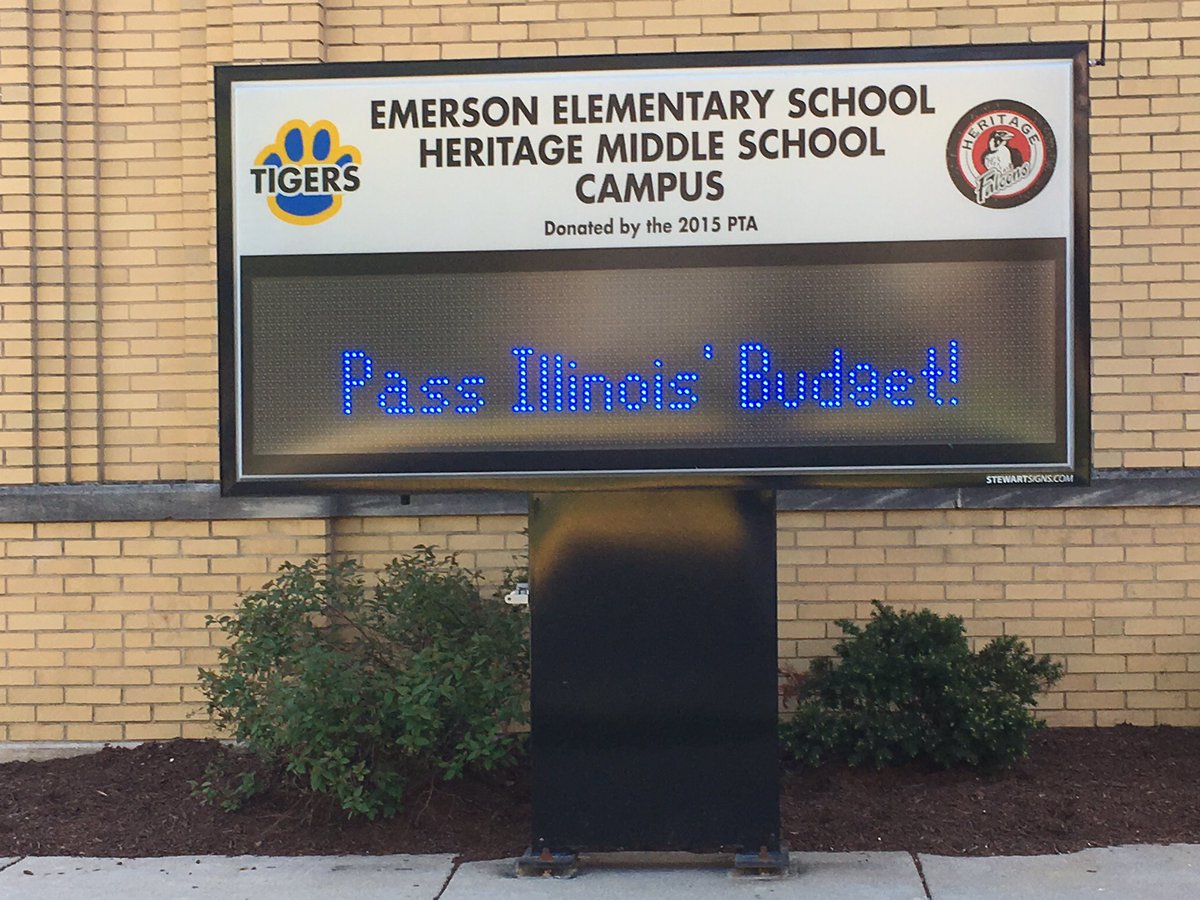 EMERSON ELEMENTARY SCHOOL
HERITAGE MIDDLE SCHOOL
CAMPUS
Donated by the 2015 PTA
TIGERS
HERITAGE
Falcons
Pass Illinois' Budget!
STEWARTSIGNS.COM